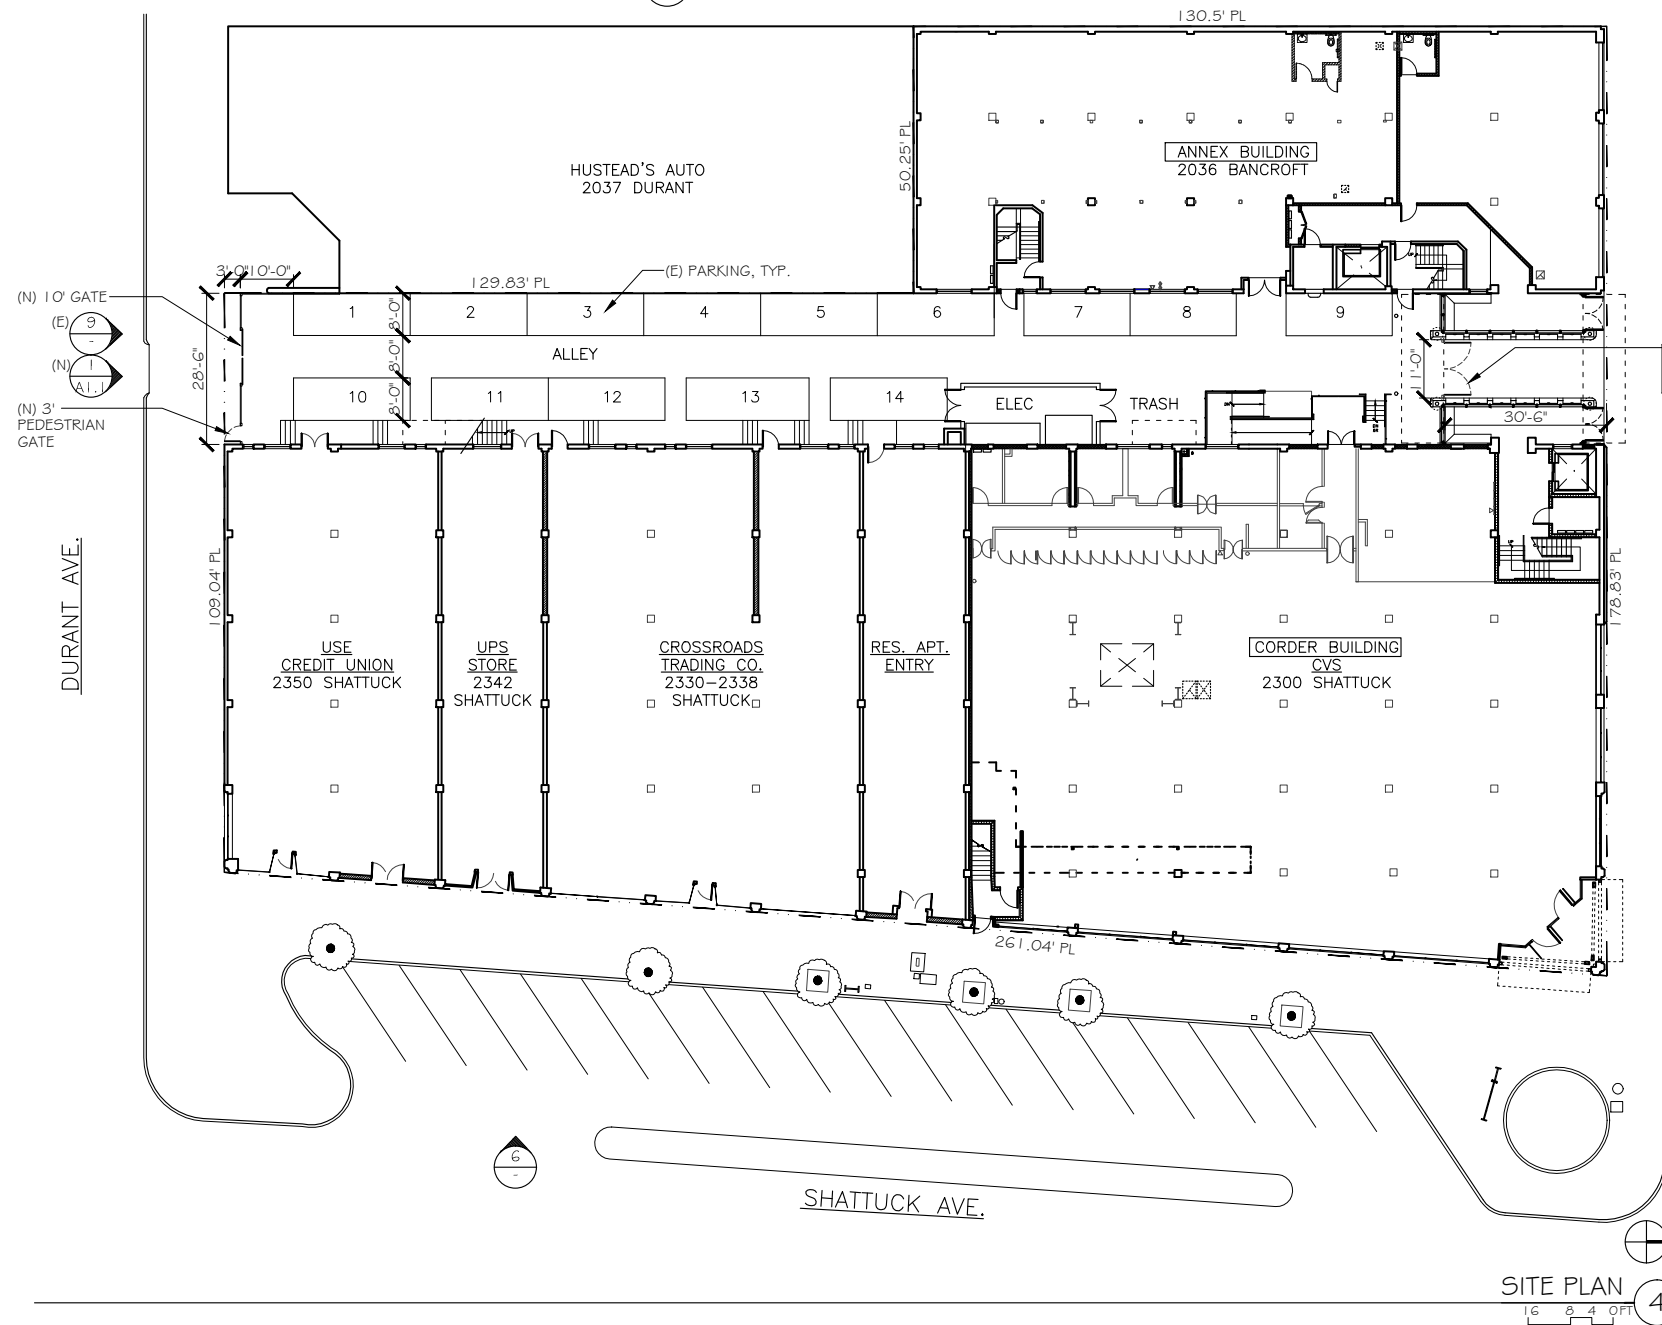 130.5' PL
HUSTEAD'S AUTO
2037 DURANT
50.25' PL
ANNEX BUILDING
2036 BANCROFT
3'-0"
10'-0"
129.83' PL
(E) PARKING, TYP.
(N) 10' GATE
(E)
9
-
(N)
1
A1.1
(N) 3'
PEDESTRIAN
GATE
28'-6"
1
2
3
4
5
6
7
8
9
8'-0"
8'-0"
8'-0"
ALLEY
11'-0"
10
11
12
13
14
ELEC
TRASH
30'-6"
DURANT AVE.
109.04' PL
178.83' PL
USE
CREDIT UNION
2350 SHATTUCK
UPS
STORE
2342
SHATTUCK
CROSSROADS
TRADING CO.
2330-2338
SHATTUCK
RES. APT.
ENTRY
CORDER BUILDING
CVS
2300 SHATTUCK
261.04' PL
6
-
SHATTUCK AVE.
SITE PLAN
4
16 8 4 0FT